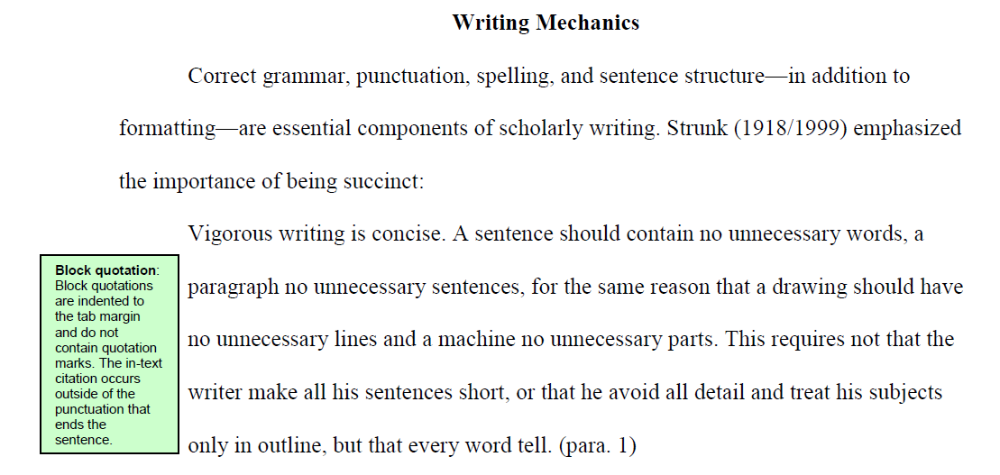 Writing Mechanics
Correct grammar, punctuation, spelling, and sentence structure—in addition to
formatting—are essential components of scholarly writing. Strunk (1918/1999) emphasized
the importance of being succinct:
Vigorous writing is concise. A sentence should contain no unnecessary words, a
paragraph no unnecessary sentences, for the same reason that a drawing should have
no unnecessary lines and a machine no unnecessary parts. This requires not that the
writer make all his sentences short, or that he avoid all detail and treat his subjects
only in outline, but that every word tell. (para. 1)
Block quotation:
Block quotations
are indented to
the tab margin
and do not
contain quotation
marks. The in-text
citation occurs
outside of the
punctuation that
ends the
sentence.